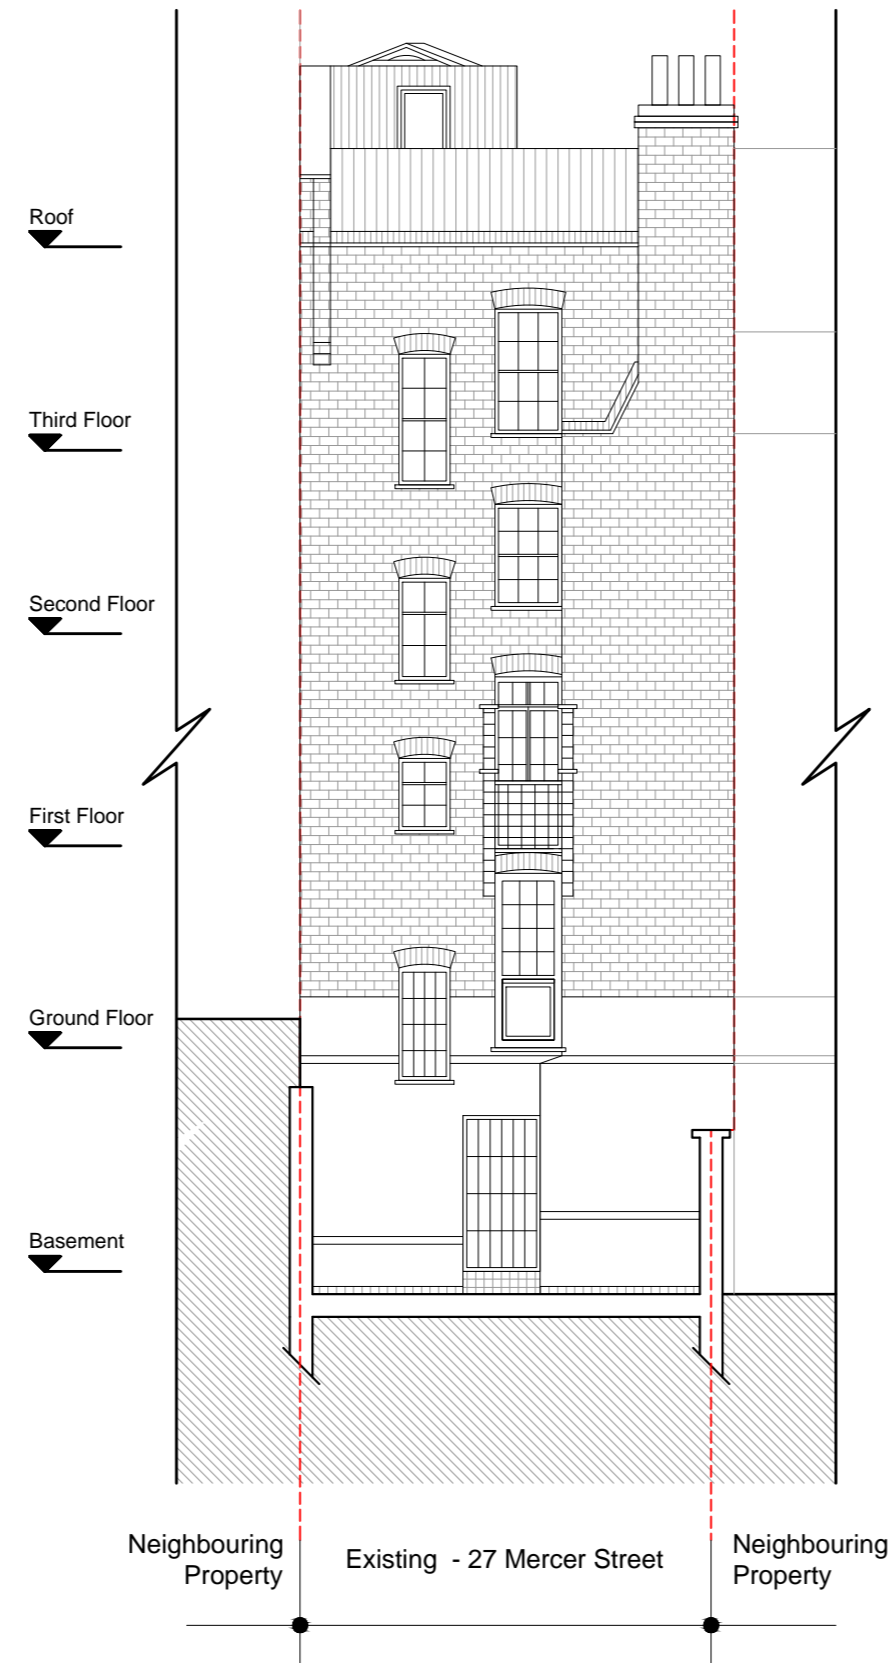 Roof
Third Floor
Second Floor
First Floor
Ground Floor
Basement
Neighbouring
Property
Existing - 27 Mercer Street
Neighbouring
Property